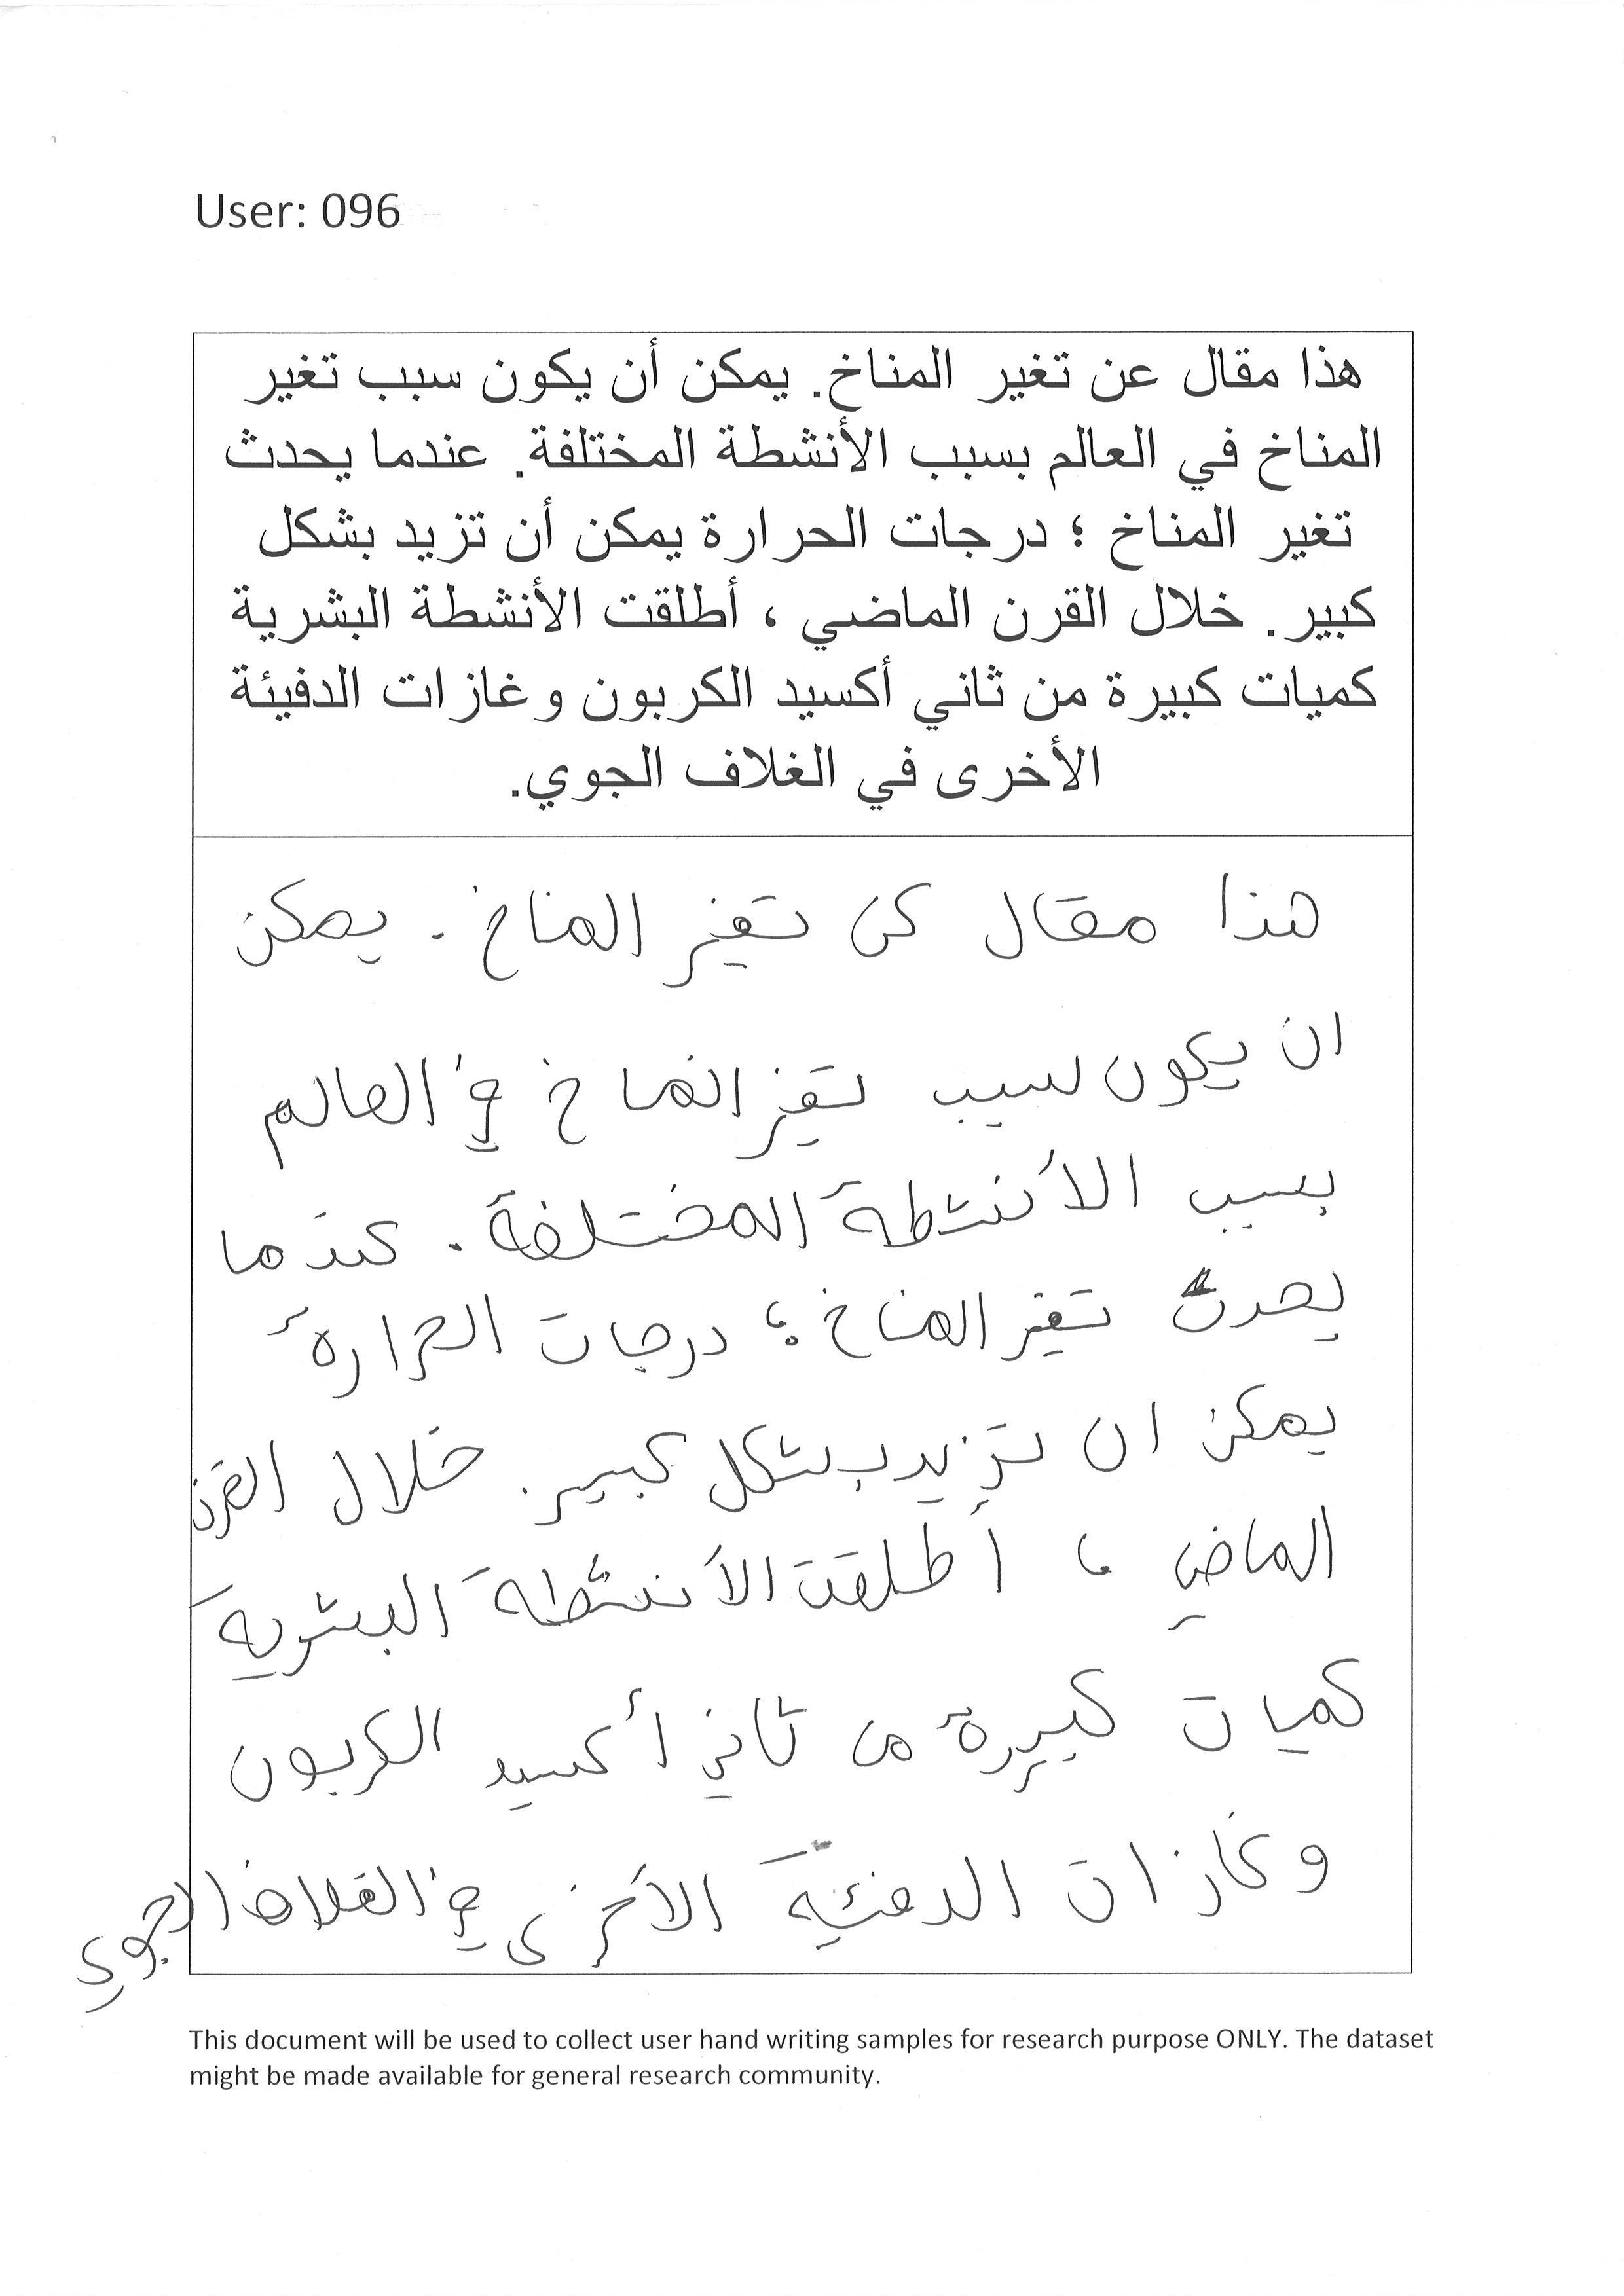 User: 096
هذا مقال عن تغير المناخ. يمكن أن يكون سبب تغير
المناخ في العالم بسبب الأنشطة المختلفة. عندما يحدث
تغير المناخ ؛ درجات الحرارة يمكن أن تزيد بشكل
كبير. خلال القرن الماضي ، أطلقت الأنشطة البشرية
كميات كبيرة من ثاني أكسيد الكربون وغازات الدفيئة
الأخرى في الغلاف الجوي.
هذا مقال عن تغير المناخ. يمكن
ان يكون سبب تغير المناخ في العالم
بسبب الأنشطة المختلفة. عندما
يحدث تغير المناخ ؛ درجات الحرارة
يمكن ان تزيد بشكل كبير. خلال القرن
الماضي ، أطلقت الأنشطة البشرية
كميات كبيرة من ثاني أكسيد الكربون
وغازات الدفيئة الأخرى في الغلاف الجوي
This document will be used to collect user hand writing samples for research purpose ONLY. The dataset
might be made available for general research community.